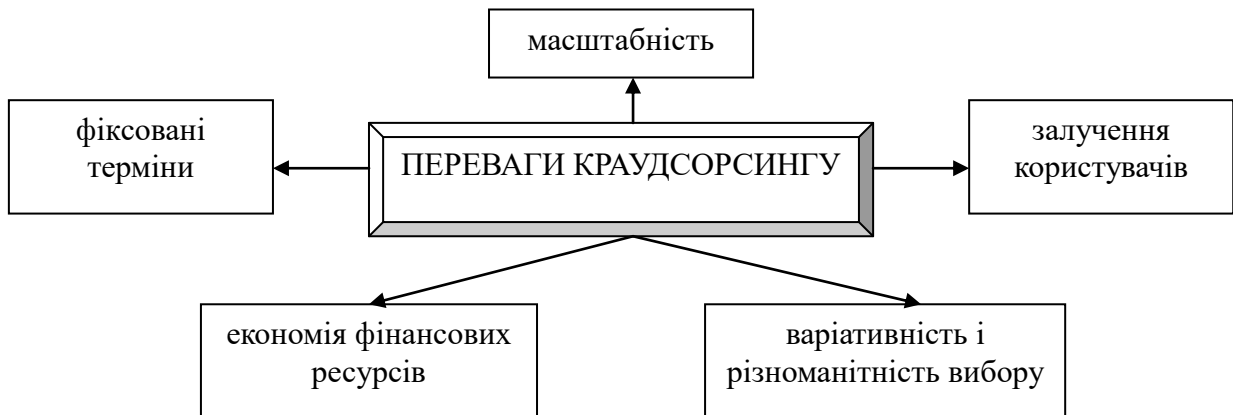 масштабність
фіксовані
терміни
ПЕРЕВАГИ КРАУДСОРСИНГУ
залучення
користувачів
економія фінансових
ресурсів
варіативність і
різноманітність вибору